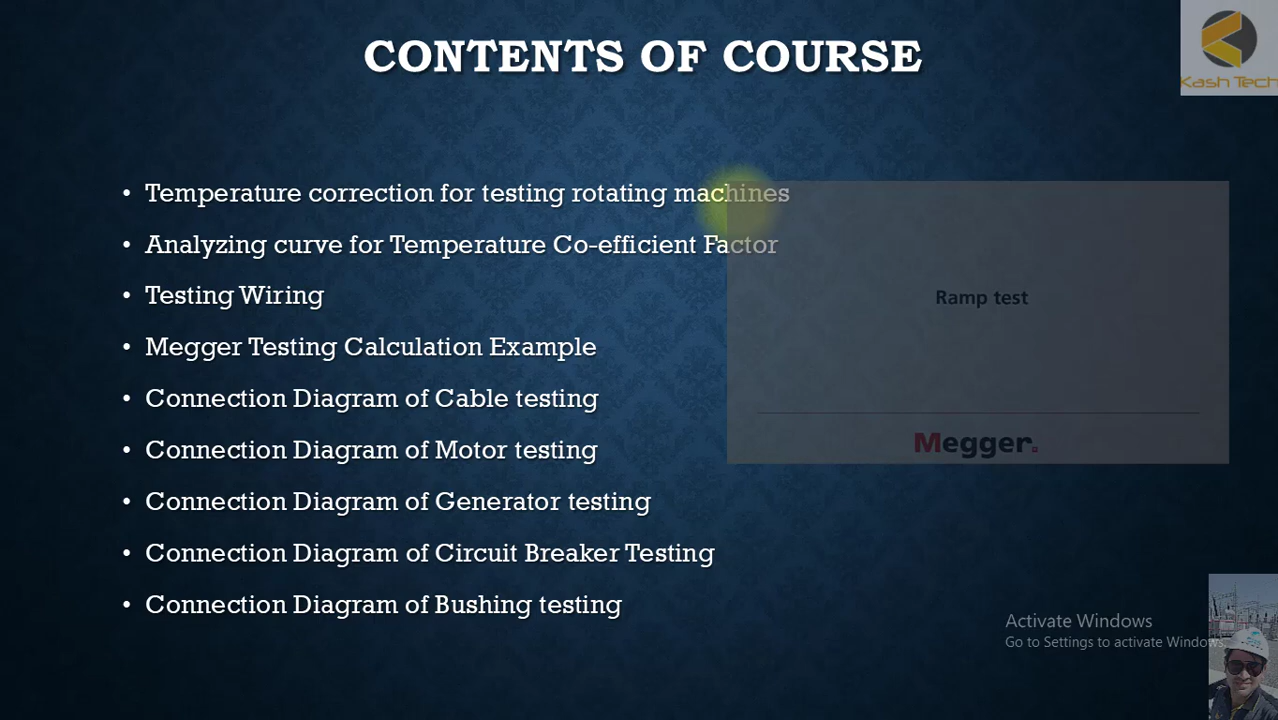 CONTENTS OF COURSE
Kash Tech
• Temperature correction for testing rotating machines
• Analyzing curve for Temperature Co-efficient Factor
• Testing Wiring
• Megger Testing Calculation Example
• Connection Diagram of Cable testing
• Connection Diagram of Motor testing
• Connection Diagram of Generator testing
• Connection Diagram of Circuit Breaker Testing
• Connection Diagram of Bushing testing
Ramp test
Megger.
Activate Windows
Go to Settings to activate Windows.